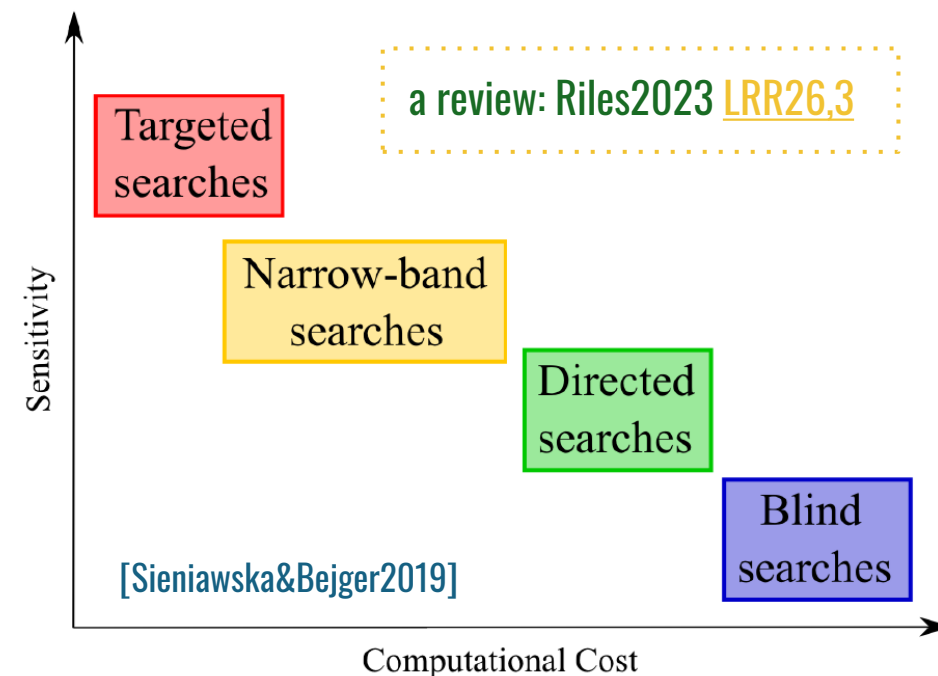 a review: Riles2023 LRR26,3
Targeted
searches
Narrow-band
searches
Directed
searches
Blind
searches
[Sieniawska&Bejger2019]
Sensitivity
Computational Cost